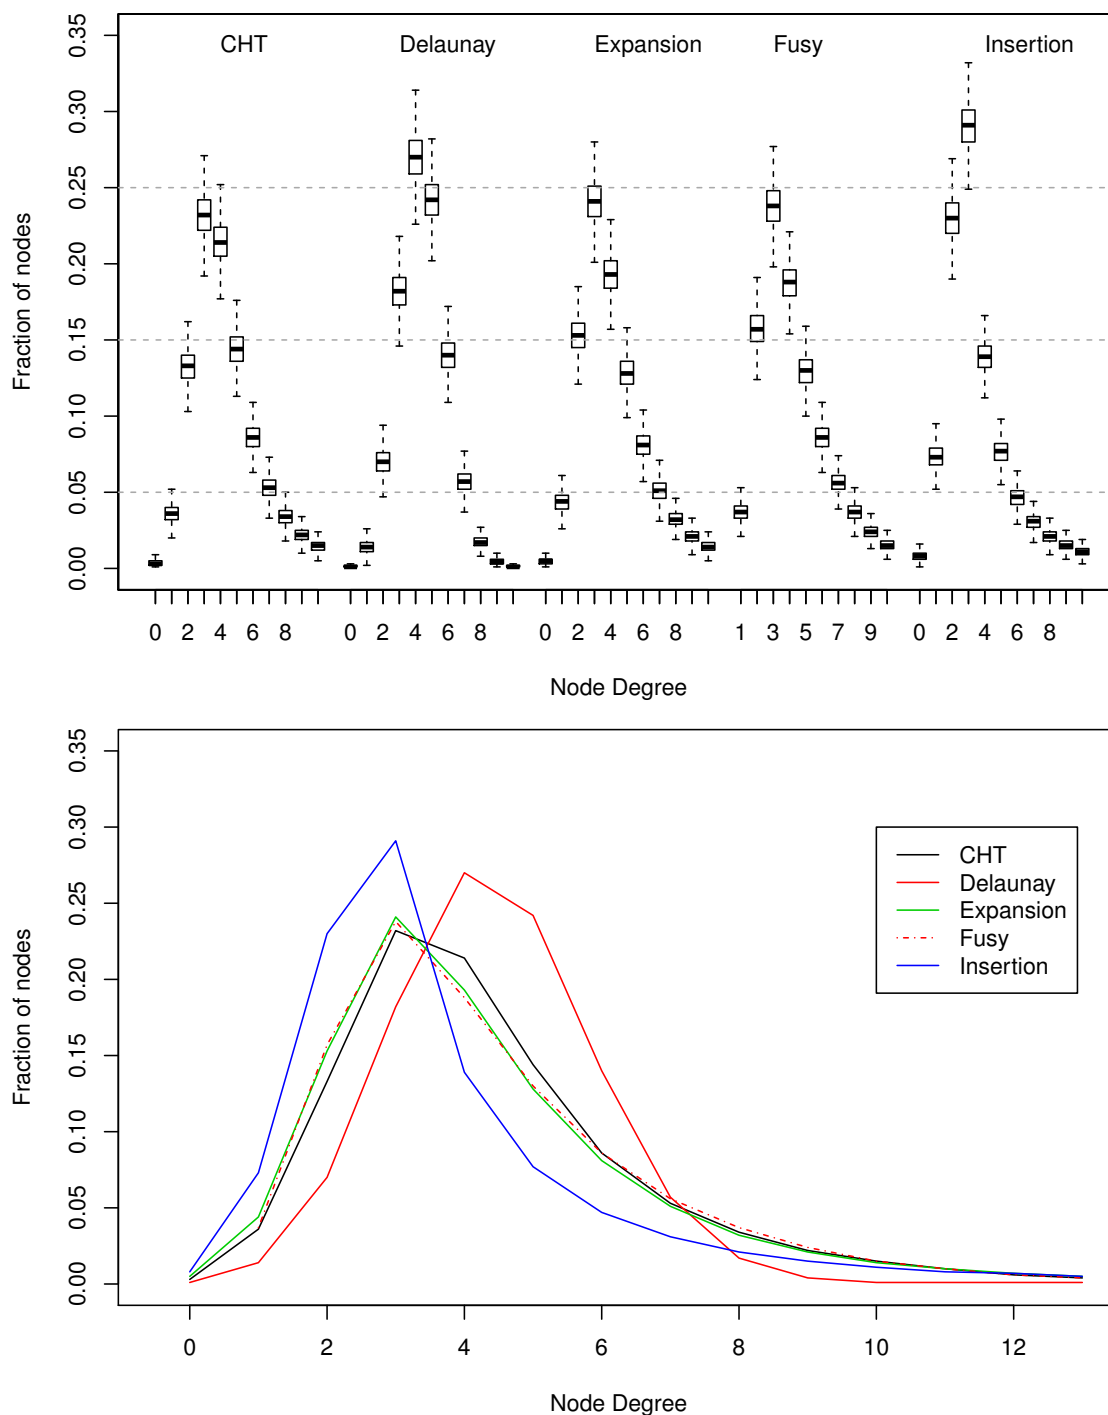 CHT Delaunay Expansion Fusy Insertion
0.35
0.30
0.25
0.20
0.15
0.10
0.05
0.00
Fraction of nodes
0 2 4 6 8 0 2 4 6 8 0 2 4 6 8 1 3 5 7 9 0 2 4 6 8
Node Degree
0.35
0.30
0.25
0.20
0.15
0.10
0.05
0.00
Fraction of nodes
CHT
Delaunay
Expansion
Fusy
Insertion
0 2 4 6 8 10 12
Node Degree